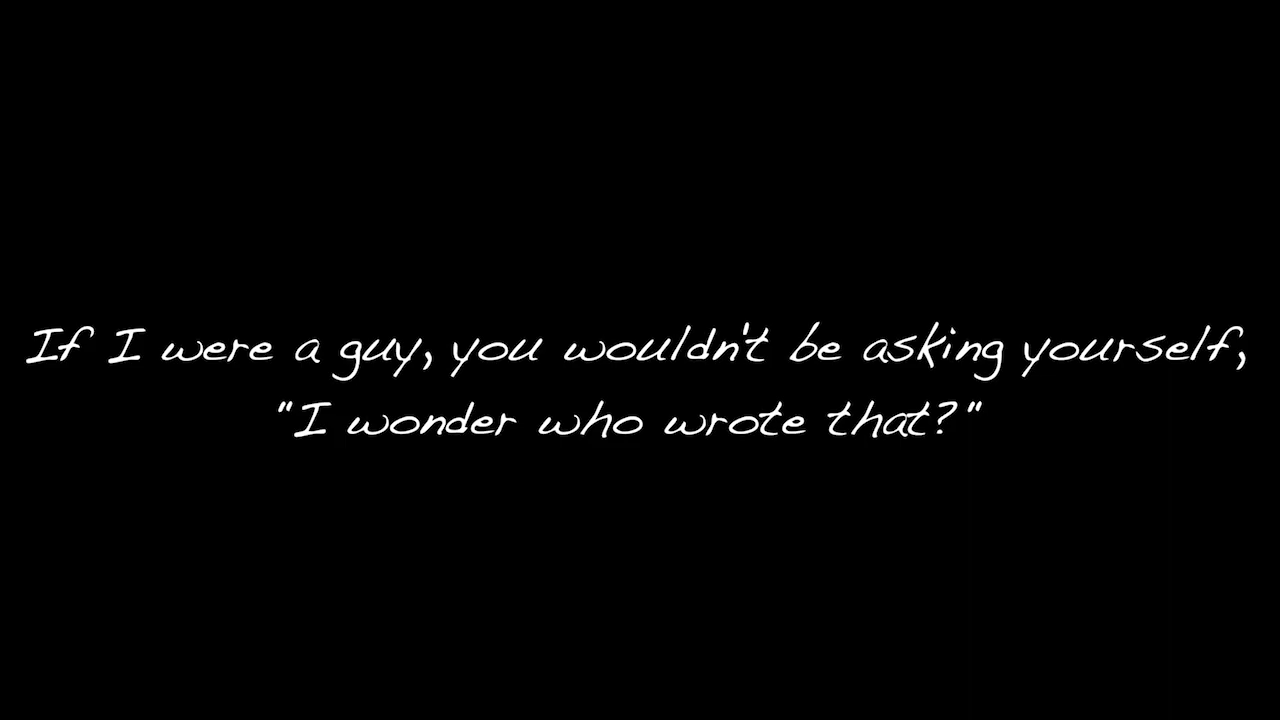 If I were a guy, you wouldn't be asking yourself,
"I wonder who wrote that?"